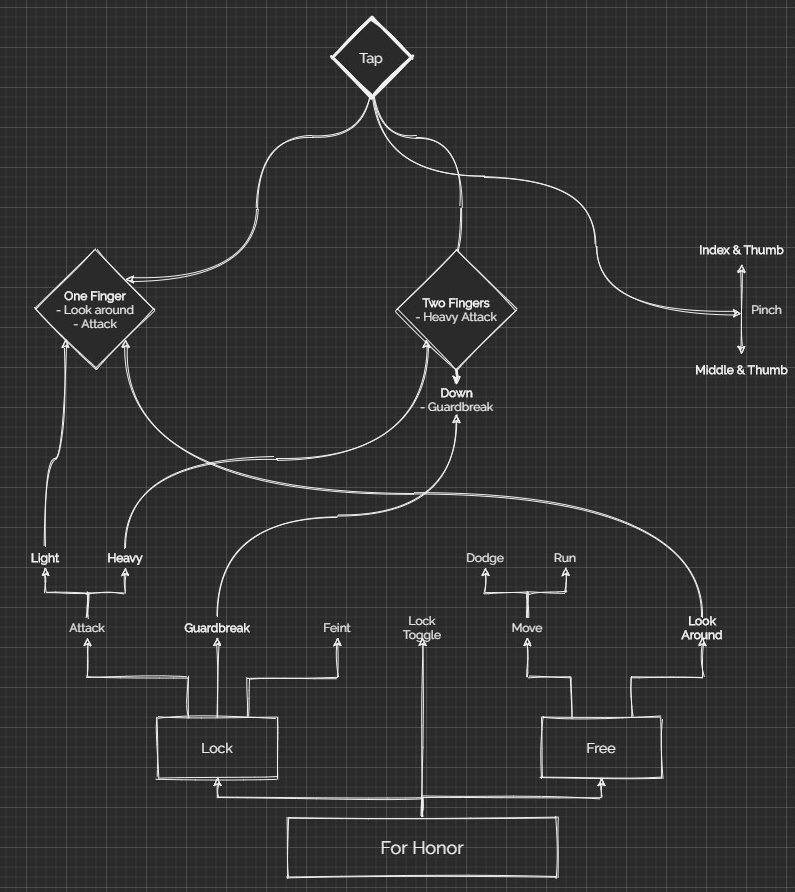 Tap
Index & Thumb
One Finger
- Look around
- Attack
Two Fingers
- Heavy Attack
Pinch
Middle & Thumb
Down
- Guardbreak
Light
Heavy
Dodge
Run
Attack
Guardbreak
Feint
Lock
Toggle
Move
Look
Around
Lock
Free
For Honor